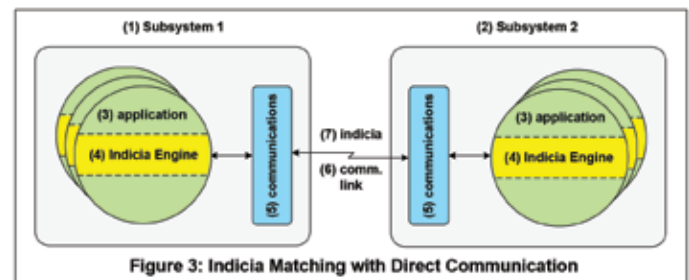 (1) Subsystem 1
(2) Subsystem 2
(3) application
(4) Indicia Engine
(5) communications
(7) indicia
(6) comm.
link
(5) communications
(3) application
(4) Indicia Engine
Figure 3: Indicia Matching with Direct Communication